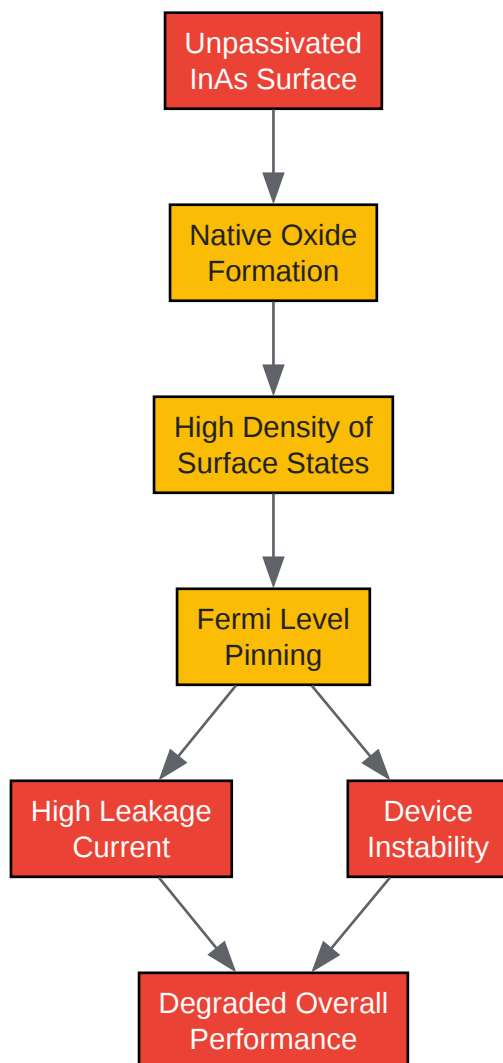 Unpassivated
InAs Surface
Native Oxide
Formation
High Density of
Surface States
Fermi Level
Pinning
High Leakage
Current
Device
Instability
Degraded Overall
Performance